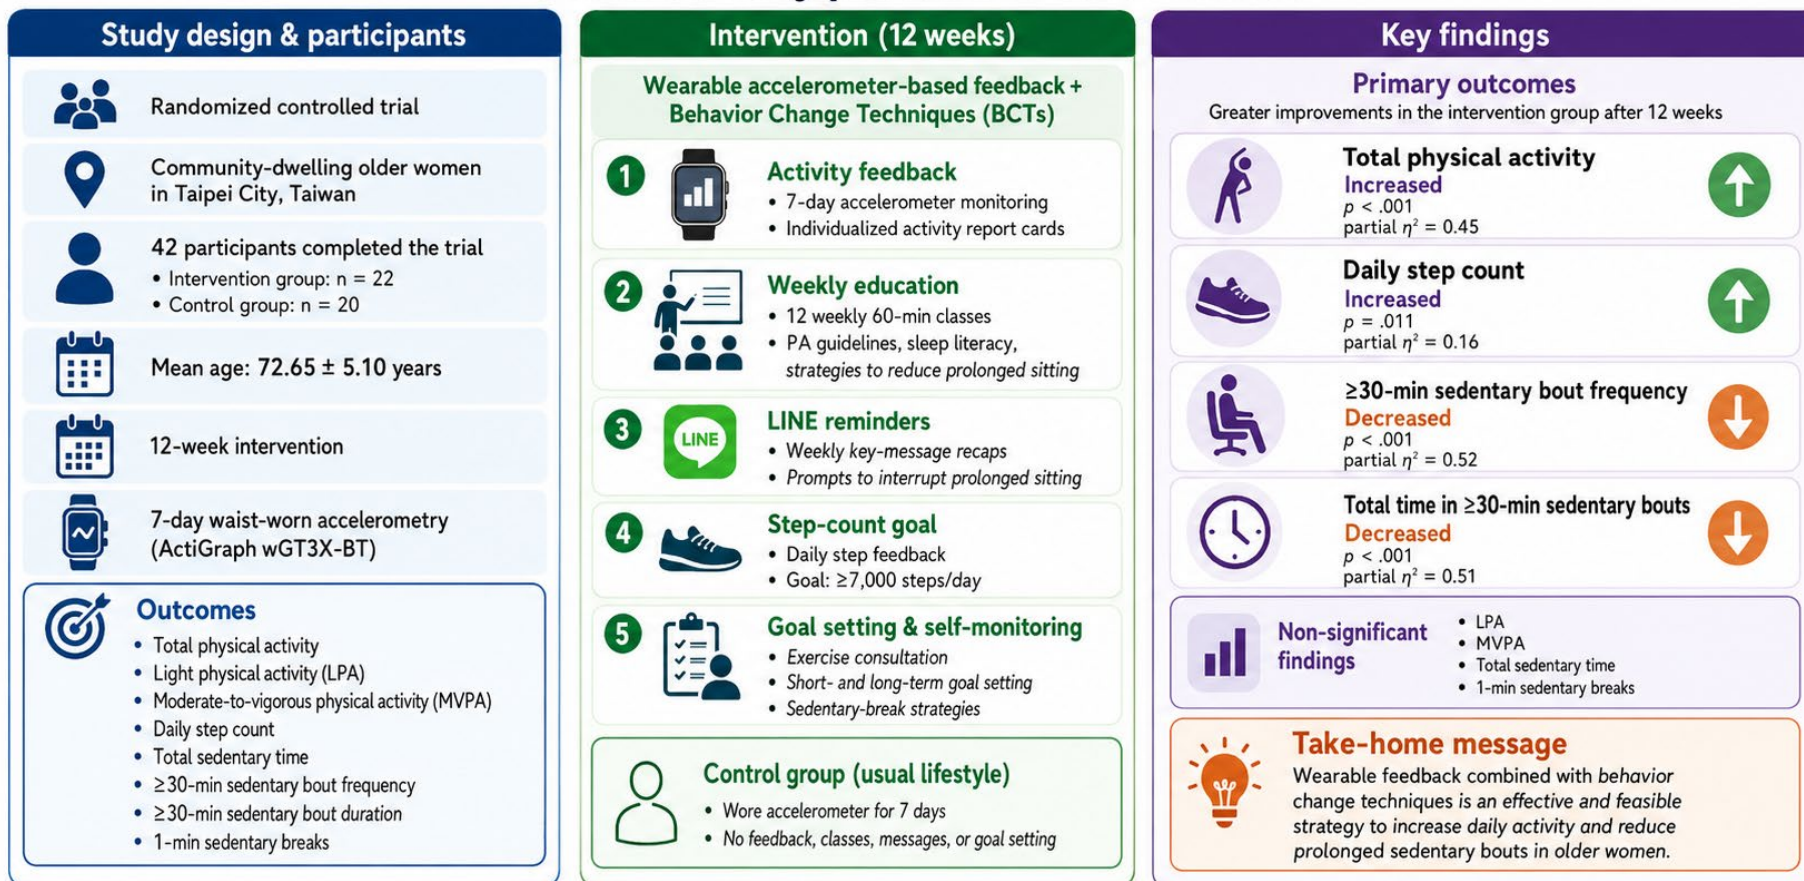 Study design & participants
Randomized controlled trial
Community-dwelling older women
in Taipei City, Taiwan
42 participants completed the trial
• Intervention group: n = 22
• Control group: n = 20
Mean age: 72.65 ± 5.10 years
12-week intervention
7-day waist-worn accelerometry
(ActiGraph wGT3X-BT)
Outcomes
• Total physical activity
• Light physical activity (LPA)
• Moderate-to-vigorous physical activity (MVPA)
• Daily step count
• Total sedentary time
• ≥30-min sedentary bout frequency
• ≥30-min sedentary bout duration
• 1-min sedentary breaks
Intervention (12 weeks)
Wearable accelerometer-based feedback +
Behavior Change Techniques (BCTs)
1
Activity feedback
• 7-day accelerometer monitoring
• Individualized activity report cards
2
Weekly education
• 12 weekly 60-min classes
• PA guidelines, sleep literacy,
strategies to reduce prolonged sitting
3
LINE
LINE reminders
• Weekly key-message recaps
• Prompts to interrupt prolonged sitting
4
Step-count goal
• Daily step feedback
• Goal: ≥7,000 steps/day
5
Goal setting & self-monitoring
• Exercise consultation
• Short- and long-term goal setting
• Sedentary-break strategies
Control group (usual lifestyle)
• Wore accelerometer for 7 days
• No feedback, classes, messages, or goal setting
Key findings
Primary outcomes
Greater improvements in the intervention group after 12 weeks
Total physical activity
Increased
p < .001
partial η² = 0.45
Daily step count
Increased
p = .011
partial η² = 0.16
≥30-min sedentary bout frequency
Decreased
p < .001
partial η² = 0.52
Total time in ≥30-min sedentary bouts
Decreased
p < .001
partial η² = 0.51
Non-significant
findings
• LPA
• MVPA
• Total sedentary time
• 1-min sedentary breaks
Take-home message
Wearable feedback combined with behavior
change techniques is an effective and feasible
strategy to increase daily activity and reduce
prolonged sedentary bouts in older women.